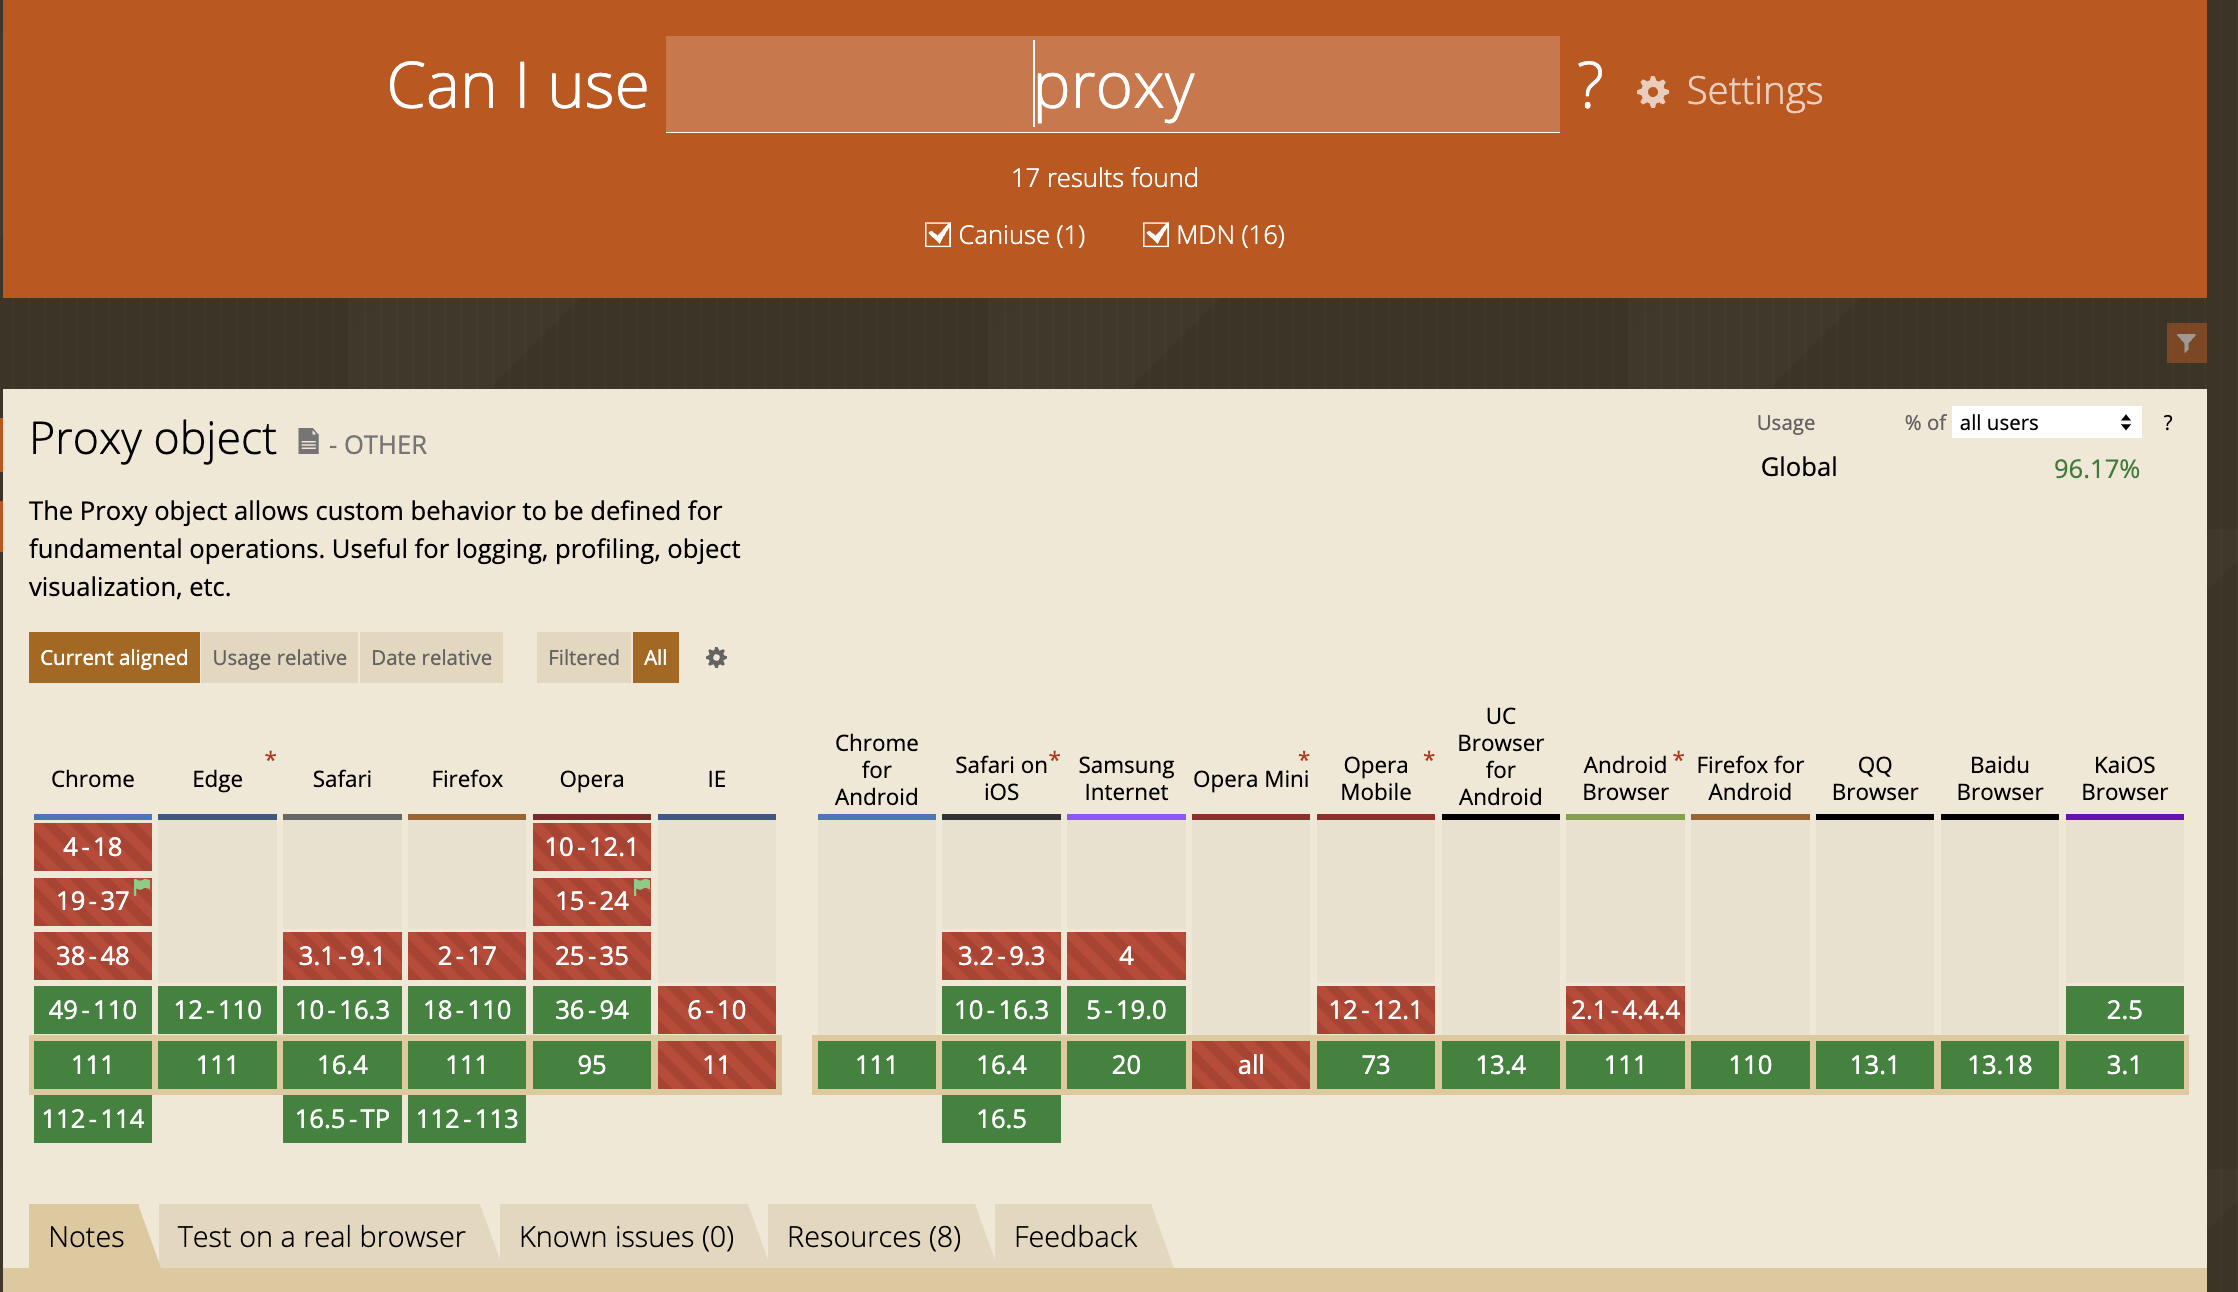 Can I use proxy ? Settings
17 results found
Caniuse (1) MDN (16)
Proxy object - OTHER
Usage % of all users ?
Global 96.17%
The Proxy object allows custom behavior to be defined for
fundamental operations. Useful for logging, profiling, object
visualization, etc.
Current aligned Usage relative Date relative Filtered All
Chrome Edge * Safari Firefox Opera IE
Chrome for Android Safari on iOS * Samsung Internet Opera Mini * Opera Mobile * UC Browser for Android Android Browser * Firefox for Android QQ Browser Baidu Browser KaiOS Browser
4-18 10-12.1
19-37 15-24
38-48 3.1-9.1 2-17 25-35 3.2-9.3 4
49-110 12-110 10-16.3 18-110 36-94 6-10 10-16.3 5-19.0 12-12.1 2.1-4.4.4 2.5
111 111 16.4 111 95 11 111 16.4 20 all 73 13.4 111 110 13.1 13.18 3.1
112-114 16.5-TP 112-113 16.5
Notes Test on a real browser Known issues (0) Resources (8) Feedback